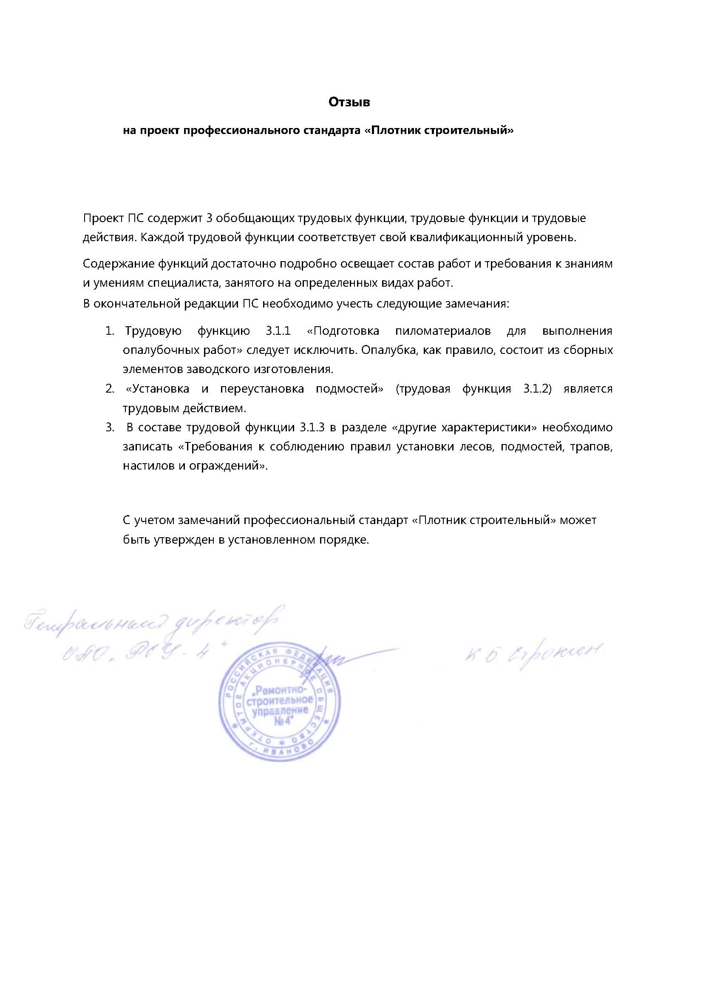 Отзыв
на проект профессионального стандарта «Плотник строительный»
Проект ПС содержит 3 обобщающих трудовых функции, трудовые функции и трудовые
действия. Каждой трудовой функции соответствует свой квалификационный уровень.
Содержание функций достаточно подробно освещает состав работ и требования к знаниям
и умениям специалиста, занятого на определенных видах работ.
В окончательной редакции ПС необходимо учесть следующие замечания:
1. Трудовую функцию 3.1.1 «Подготовка пиломатериалов для выполнения
опалубочных работ» следует исключить. Опалубка, как правило, состоит из сборных
элементов заводского изготовления.
2. «Установка и переустановка подмостей» (трудовая функция 3.1.2) является
трудовым действием.
3. В составе трудовой функции 3.1.3 в разделе «другие характеристики» необходимо
записать «Требования к соблюдению правил установки лесов, подмостей, трапов,
настилов и ограждений».
С учетом замечаний профессиональный стандарт «Плотник строительный» может
быть утвержден в установленном порядке.
Генеральный директор
ОАО "РСУ-4" К Б
РОССИЙСКАЯ ФЕДЕРАЦИЯ
ОТКРЫТОЕ АКЦИОНЕРНОЕ ОБЩЕСТВО
„Ремонтно-
строительное
управление
№4"
г. ИВАНОВО